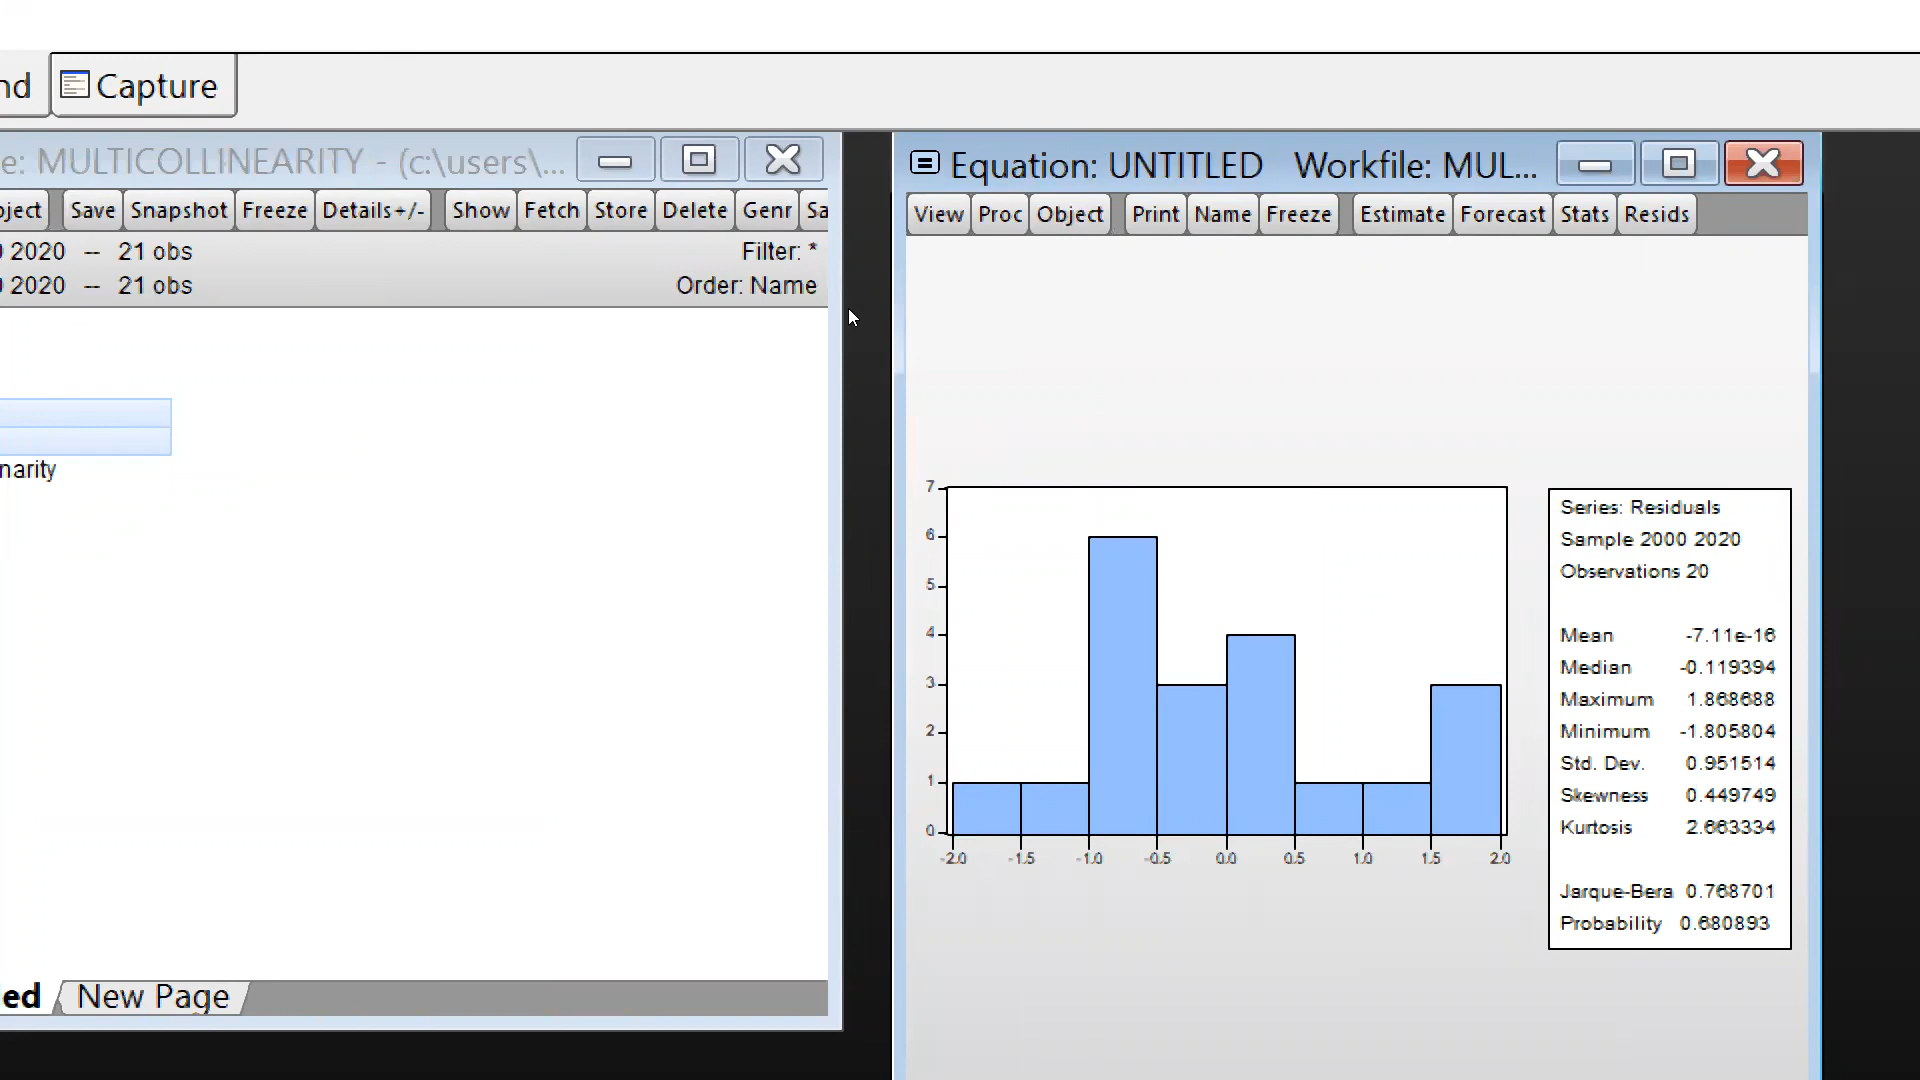 nd Capture
e: MULTICOLLINEARITY - (c:\users\...
ject Save Snapshot Freeze Details+/- Show Fetch Store Delete Genr Sa
0 2020 -- 21 obs Filter: *
0 2020 -- 21 obs Order: Name
narity
ed New Page
Equation: UNTITLED Workfile: MUL...
View Proc Object Print Name Freeze Estimate Forecast Stats Resids
7
6
5
4
3
2
1
0
-2.0 -1.5 -1.0 -0.5 0.0 0.5 1.0 1.5 2.0
Series: Residuals
Sample 2000 2020
Observations 20
Mean -7.11e-16
Median -0.119394
Maximum 1.868688
Minimum -1.805804
Std. Dev. 0.951514
Skewness 0.449749
Kurtosis 2.663334
Jarque-Bera 0.768701
Probability 0.680893